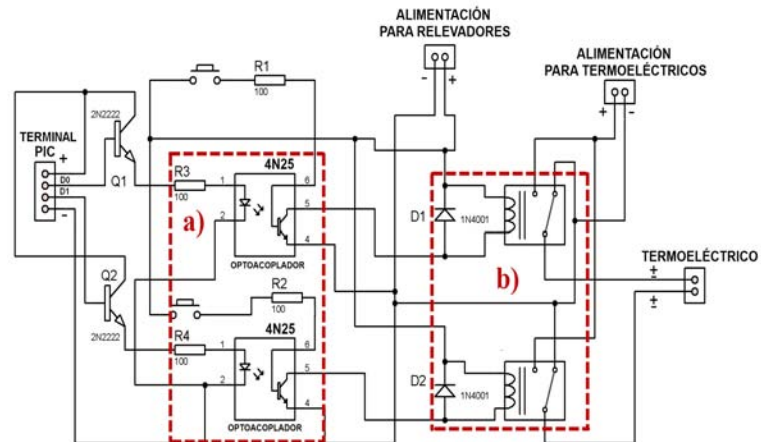 ALIMENTACIÓN
PARA RELEVADORES
- +
ALIMENTACIÓN
PARA TERMOELÉCTRICOS
+ -
R1
100
2N2222
TERMINAL
PIC
+
D0
D1
-
Q1
R3
100
a)
4N25
1
2
6
5
4
OPTOACOPLADOR
D1
1N4001
b)
TERMOELÉCTRICO
±
±
Q2
2N2222
R2
100
R4
100
4N25
1
2
6
5
4
OPTOACOPLADOR
D2
1N4001